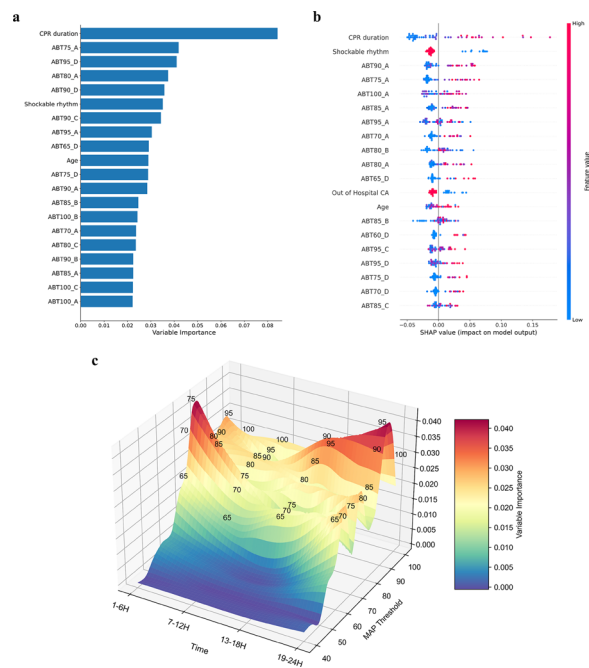 a
CPR duration
ABT75_A
ABT95_D
ABT80_A
ABT90_D
Shockable rhythm
ABT90_C
ABT95_A
ABT65_D
Age
ABT75_D
ABT90_A
ABT85_B
ABT100_B
ABT70_A
ABT80_C
ABT90_B
ABT85_A
ABT100_C
ABT100_A
0.00 0.01 0.02 0.03 0.04 0.05 0.06 0.07 0.08
Variable Importance
b
CPR duration
Shockable rhythm
ABT90_A
ABT75_A
ABT100_A
ABT85_A
ABT95_A
ABT70_A
ABT80_B
ABT80_A
ABT65_D
Out of Hospital CA
Age
ABT85_B
ABT60_D
ABT95_C
ABT95_D
ABT75_D
ABT70_D
ABT85_C
−0.05 0.00 0.05 0.10 0.15
SHAP value (impact on model output)
High
Feature value
Low
c
75
70
65
80
85
90
95
100
95
85
90
80
75
70
65
100
90
95
85
80
75
70
65
95
100
90
95
90
85
80
75
70
65
0.040
0.035
0.030
0.025
0.020
0.015
0.010
0.005
0.000
Variable Importance
0.040
0.035
0.030
0.025
0.020
0.015
0.010
0.005
0.000
1-6H
7-12H
13-18H
19-24H
Time
40
50
60
70
80
90
100
MAP Threshold